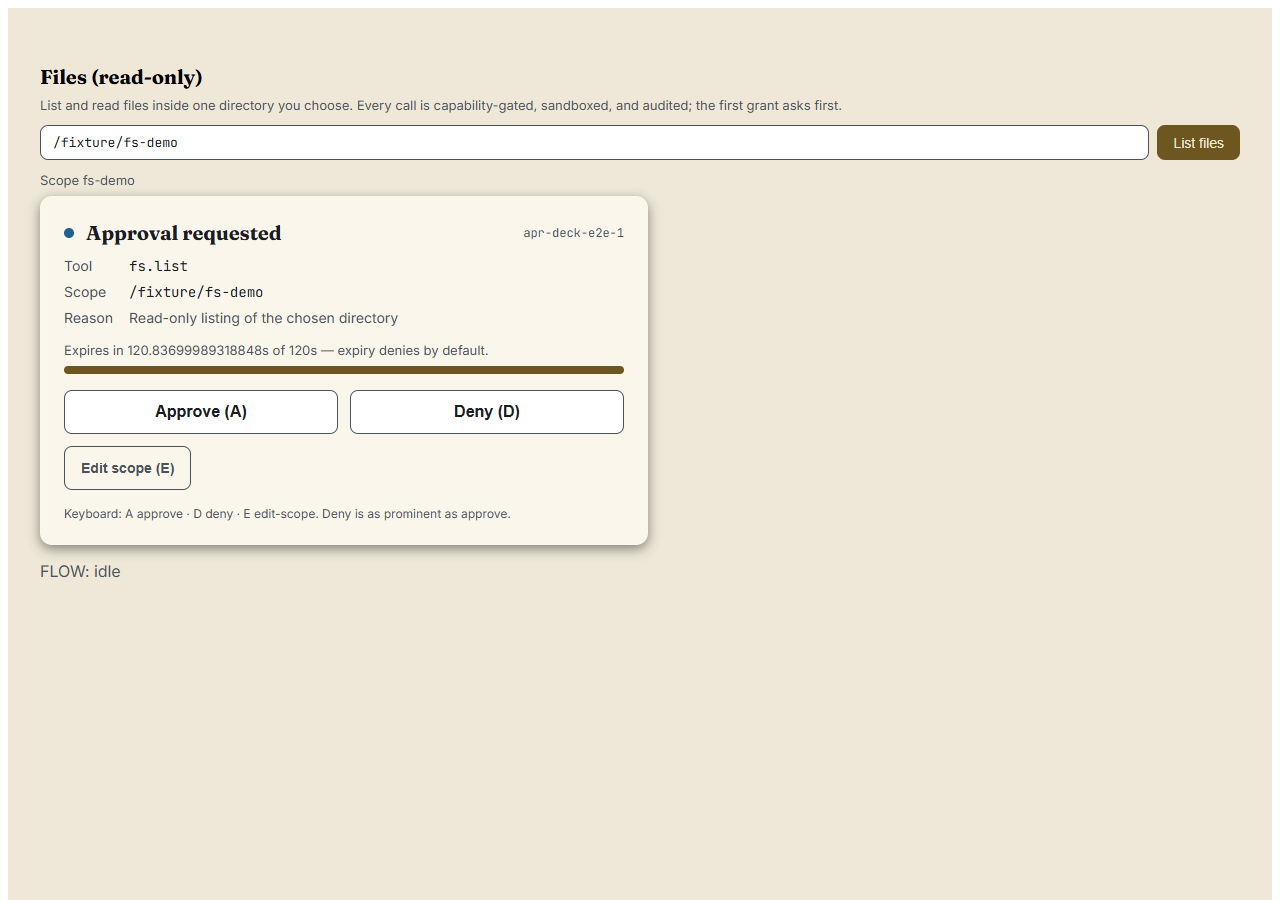 Files (read-only)
List and read files inside one directory you choose. Every call is capability-gated, sandboxed, and audited; the first grant asks first.
/fixture/fs-demo
List files
Scope fs-demo
Approval requested
apr-deck-e2e-1
Tool fs.list
Scope /fixture/fs-demo
Reason Read-only listing of the chosen directory
Expires in 120.83699989318848s of 120s — expiry denies by default.
Approve (A)
Deny (D)
Edit scope (E)
Keyboard: A approve · D deny · E edit-scope. Deny is as prominent as approve.
FLOW: idle